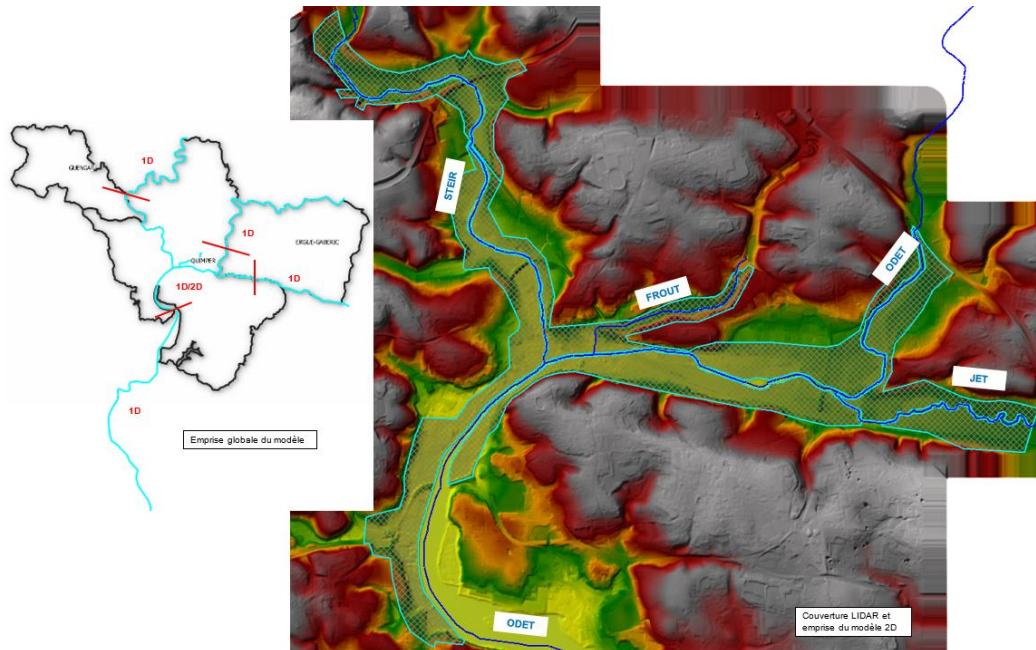 GUENGAT
1D
1D
ERGUE-GABERIC
QUIMPER
1D/2D
1D
1D
Emprise globale du modèle
STEIR
FROUT
ODET
JET
ODET
Couverture LIDAR et
emprise du modèle 2D